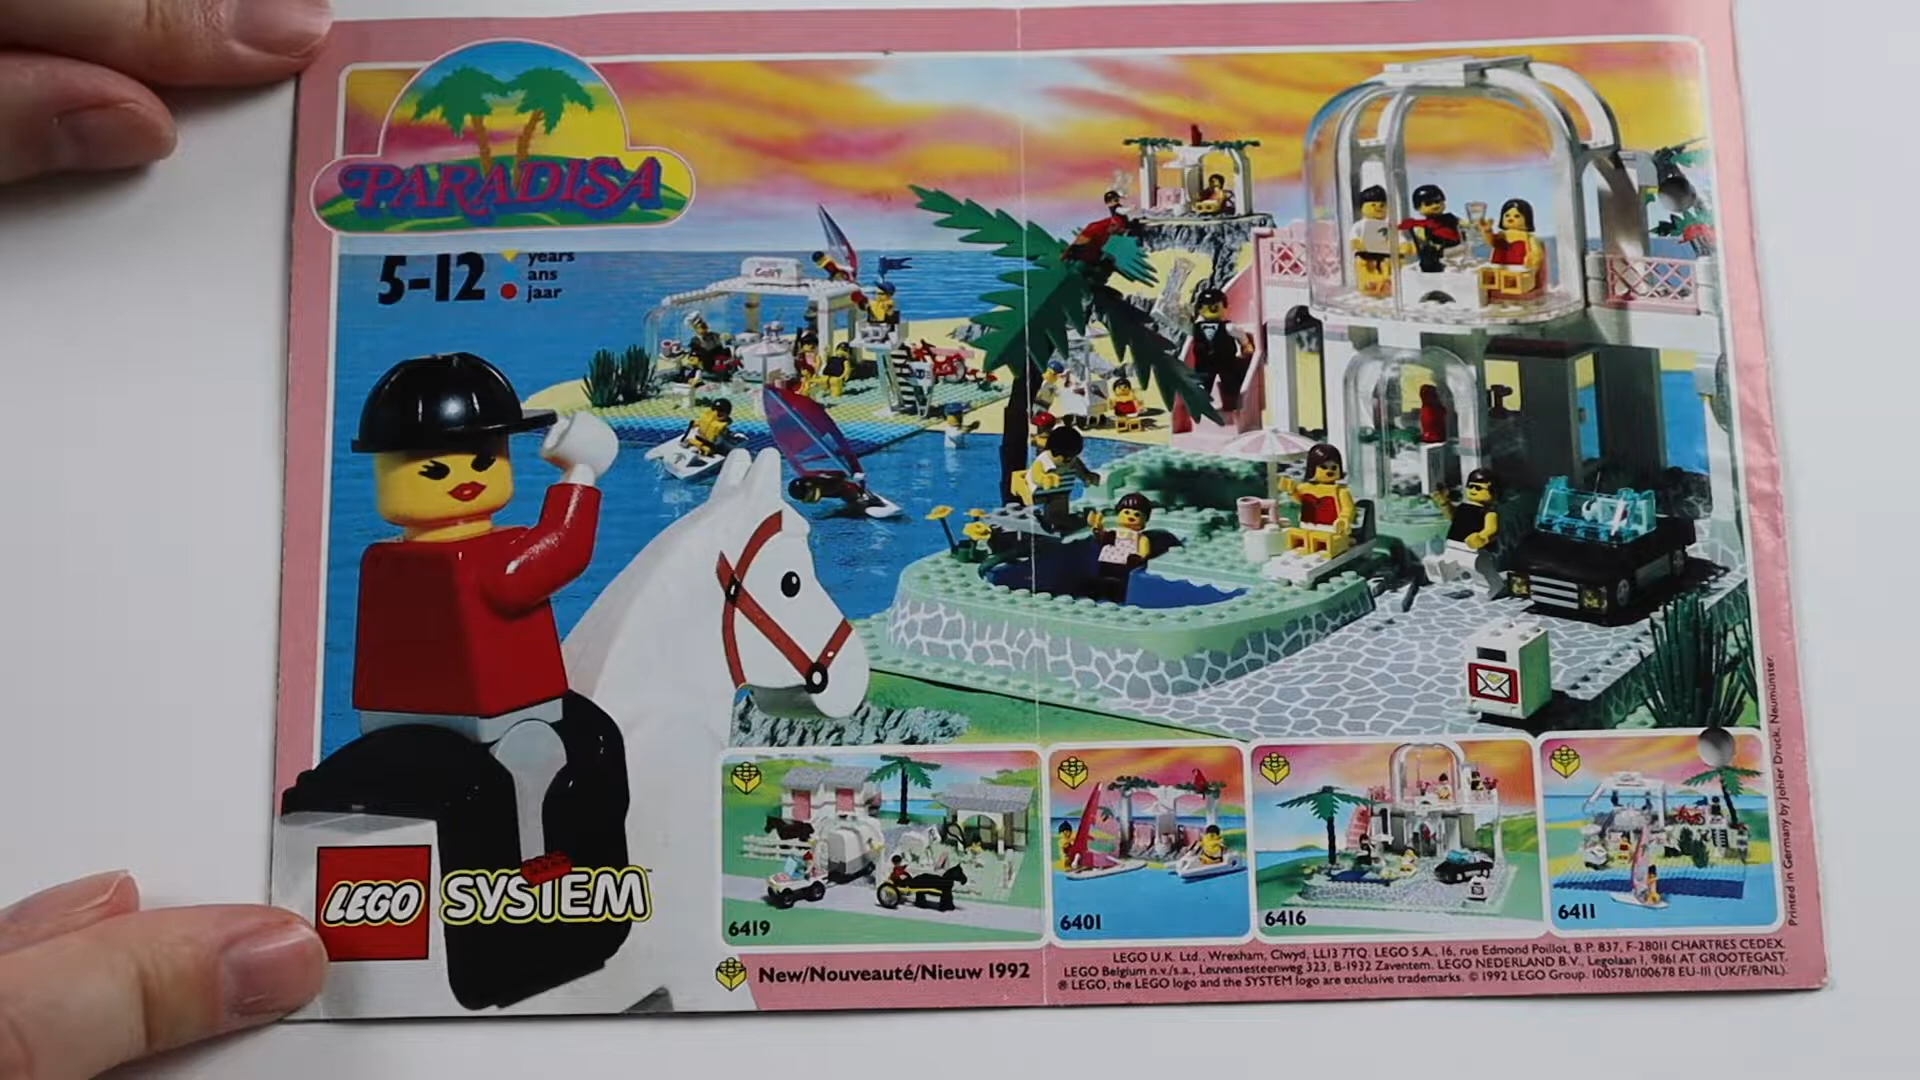 PARADISA
5-12 years
ans
jaar
LEGO SYSTEM™
6419
6401
6416
6411
New/Nouveauté/Nieuw 1992
LEGO U.K. Ltd., Wrexham, Clwyd, LL13 7TQ. LEGO S.A., 16, rue Edmond Poillot, B.P. 837, F-28011 CHARTRES CEDEX.
LEGO Belgium n.v./s.a., Leuvensesteenweg 323, B-1932 Zaventem. LEGO NEDERLAND B.V., Legolaan 1, 9861 AT GROOTEGAST.
® LEGO, the LEGO logo and the SYSTEM logo are exclusive trademarks. © 1992 LEGO Group. 100578/100678 EU-III (UK/F/B/NL).
Printed in Germany by Johler Druck, Neumünster.